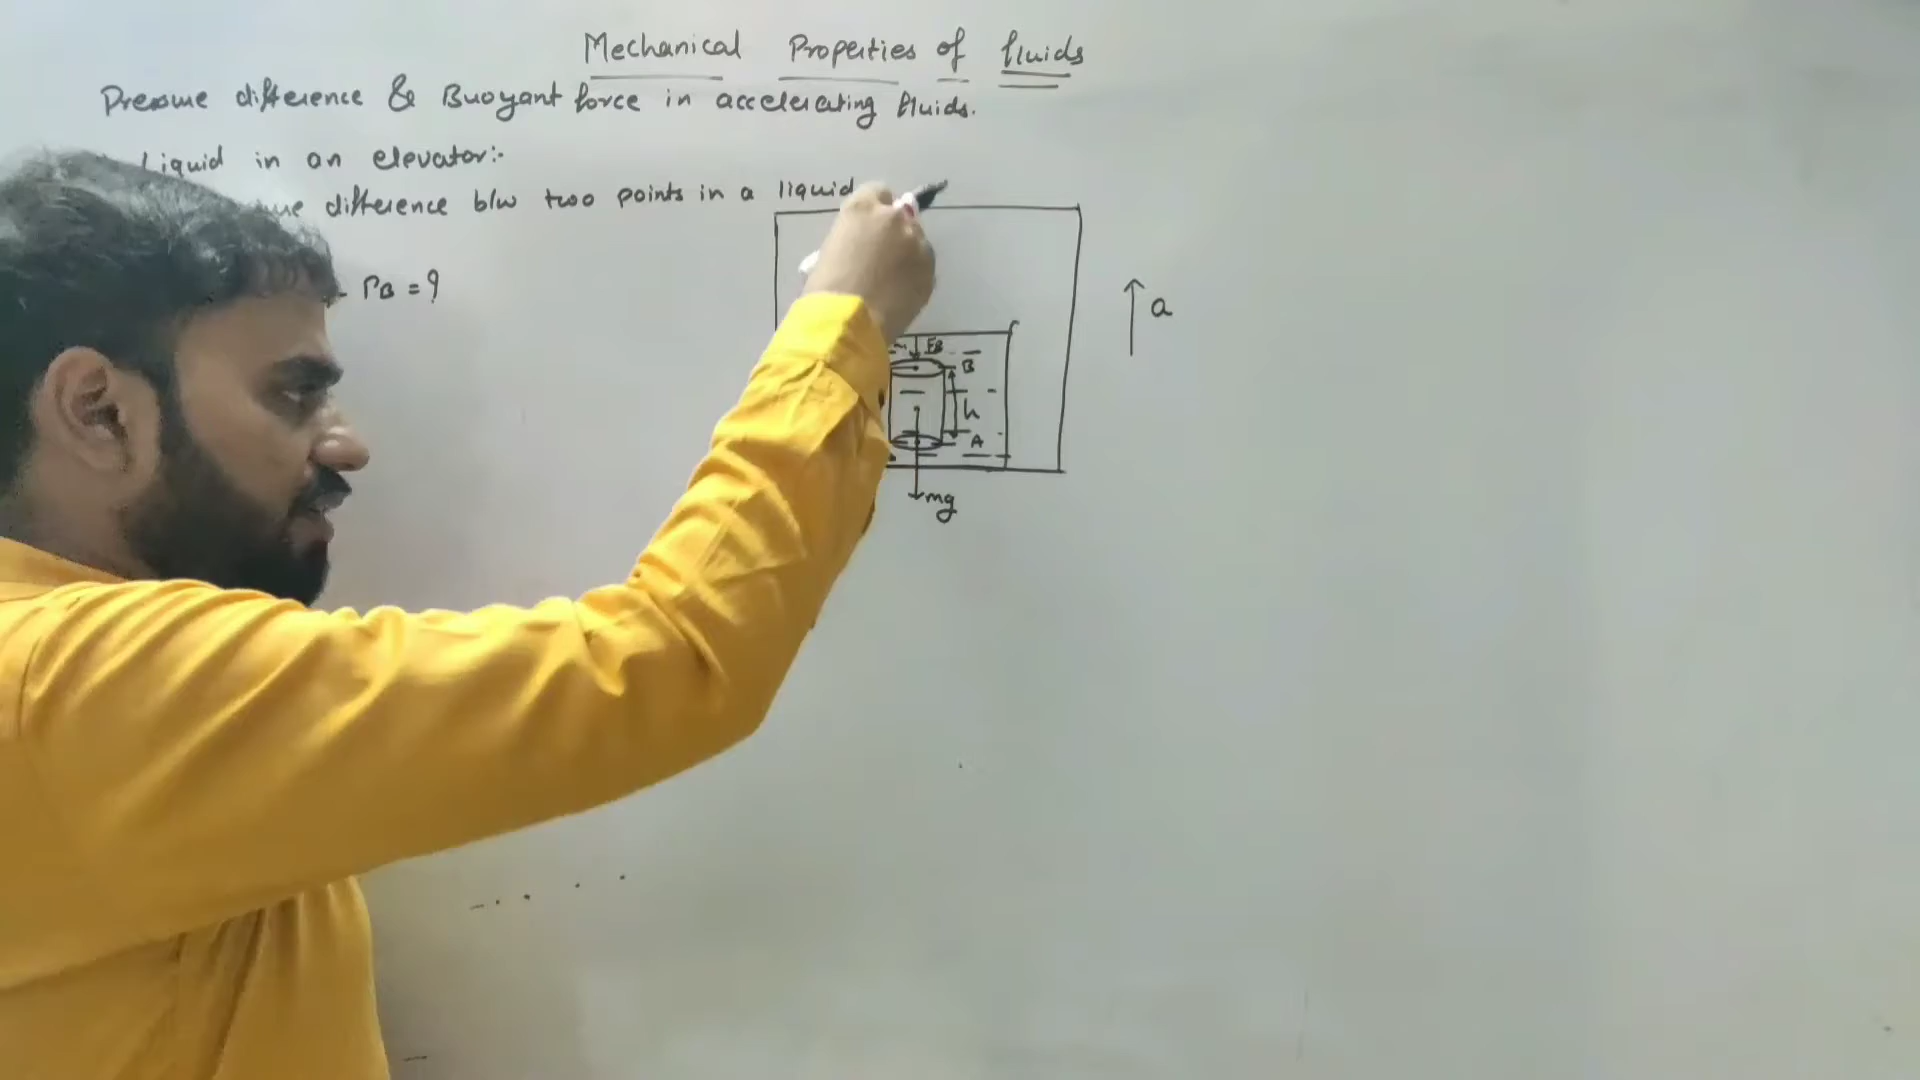 Mechanical Properties of fluids
Pressure difference & Buoyant force in accelerating fluids.
Liquid in an elevator:-
difference b/w two points in a liquid
- PB = ?
a
FB
B
h
A
mg